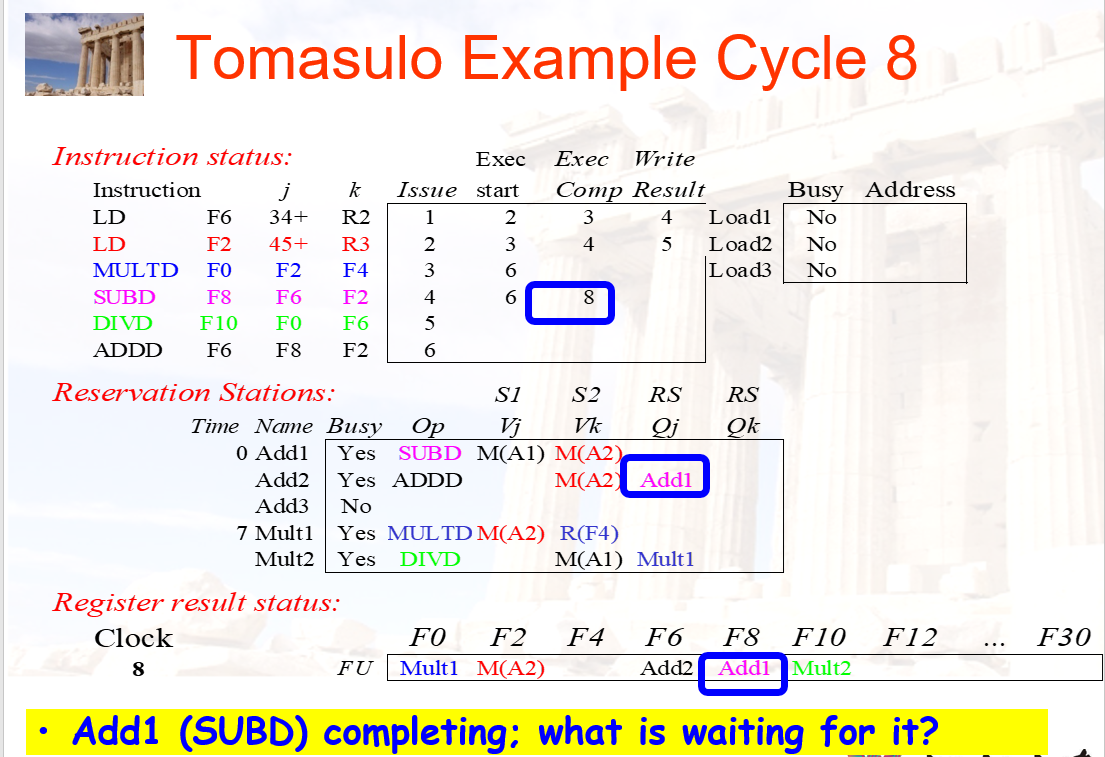 Tomasulo Example Cycle 8
Instruction status: Exec Exec Write
Instruction j k Issue start Comp Result Busy Address
LD F6 34+ R2 1 2 3 4 Load1 No
LD F2 45+ R3 2 3 4 5 Load2 No
MULTD F0 F2 F4 3 6 Load3 No
SUBD F8 F6 F2 4 6 8
DIVD F10 F0 F6 5
ADDD F6 F8 F2 6
Reservation Stations: S1 S2 RS RS
Time Name Busy Op Vj Vk Qj Qk
0 Add1 Yes SUBD M(A1) M(A2)
Add2 Yes ADDD M(A2) Add1
Add3 No
7 Mult1 Yes MULTD M(A2) R(F4)
Mult2 Yes DIVD M(A1) Mult1
Register result status:
Clock F0 F2 F4 F6 F8 F10 F12 ... F30
8 FU Mult1 M(A2) Add2 Add1 Mult2
• Add1 (SUBD) completing; what is waiting for it?